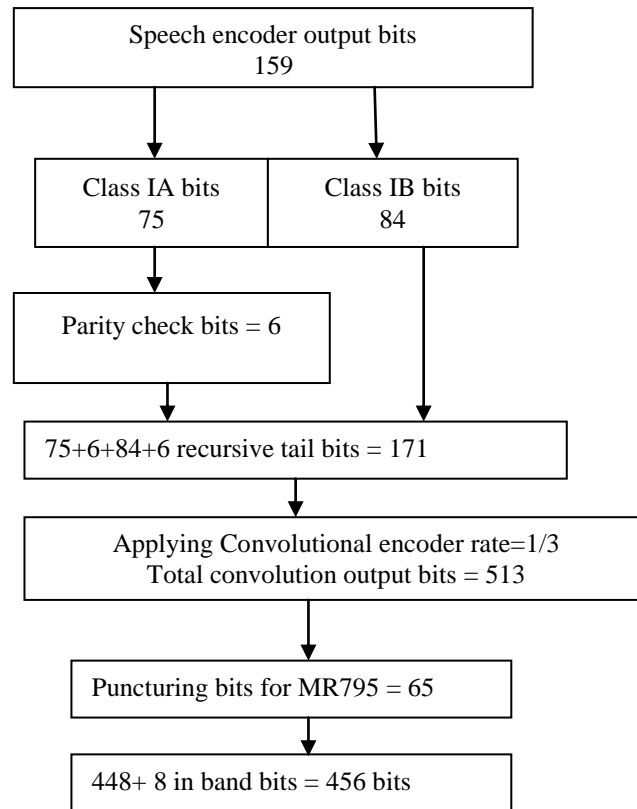 Speech encoder output bits
159
Class IA bits
75
Class IB bits
84
Parity check bits = 6
75+6+84+6 recursive tail bits = 171
Applying Convolutional encoder rate=1/3
Total convolution output bits = 513
Puncturing bits for MR795 = 65
448+ 8 in band bits = 456 bits